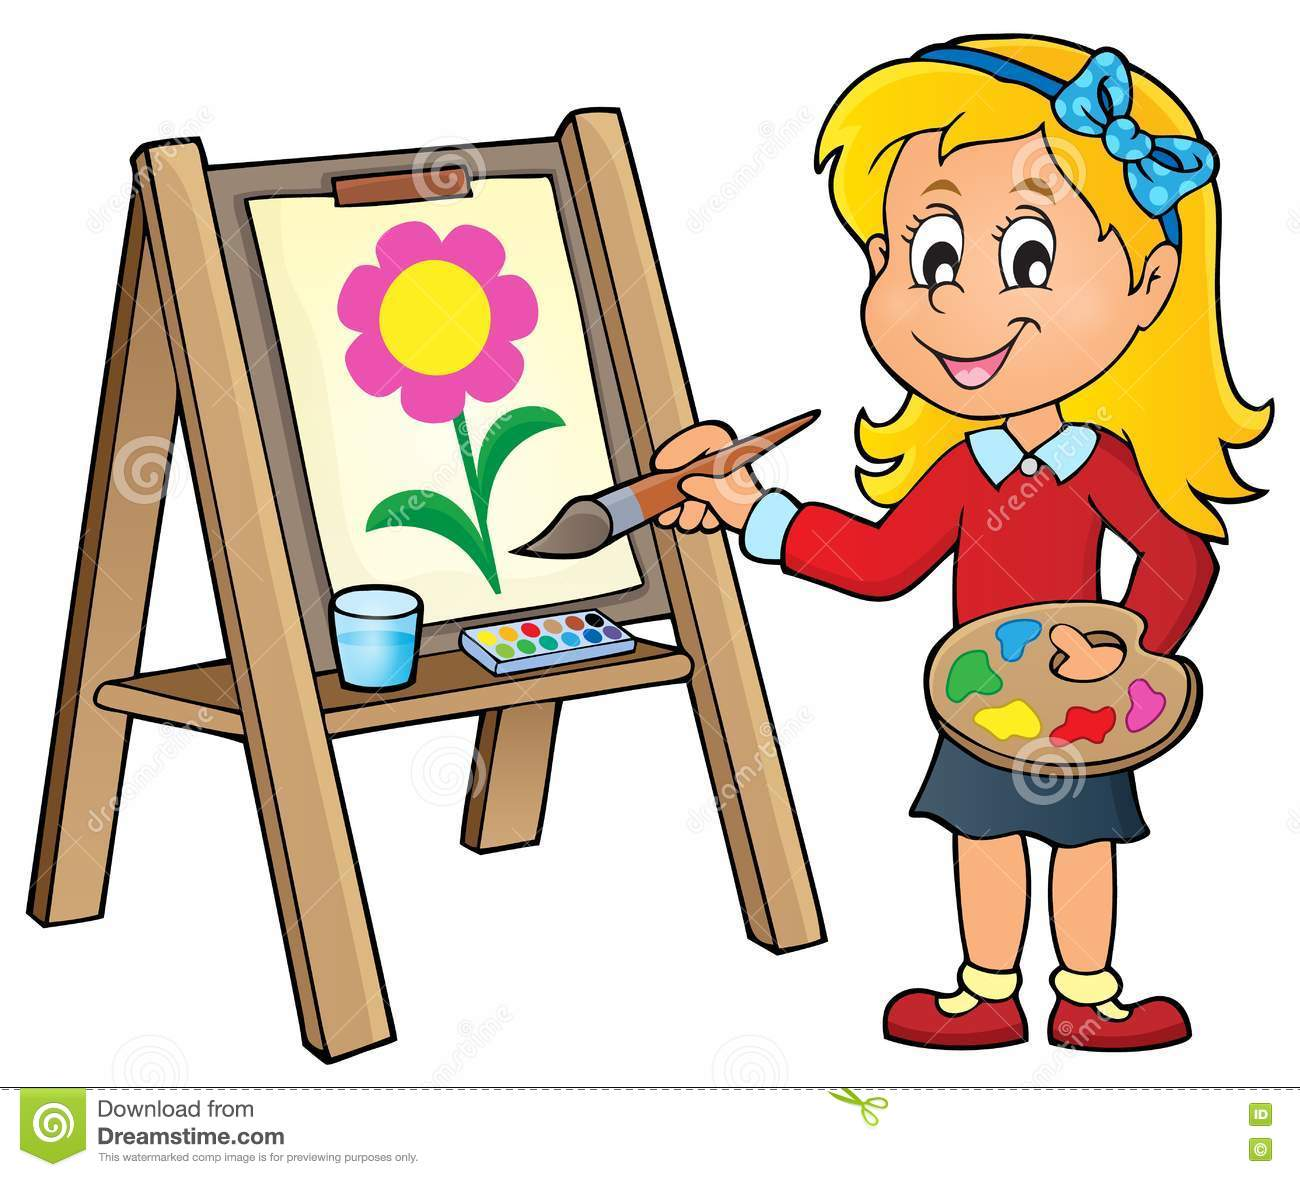 Download from
Dreamstime.com
This watermarked comp image is for previewing purposes only.
ID
©